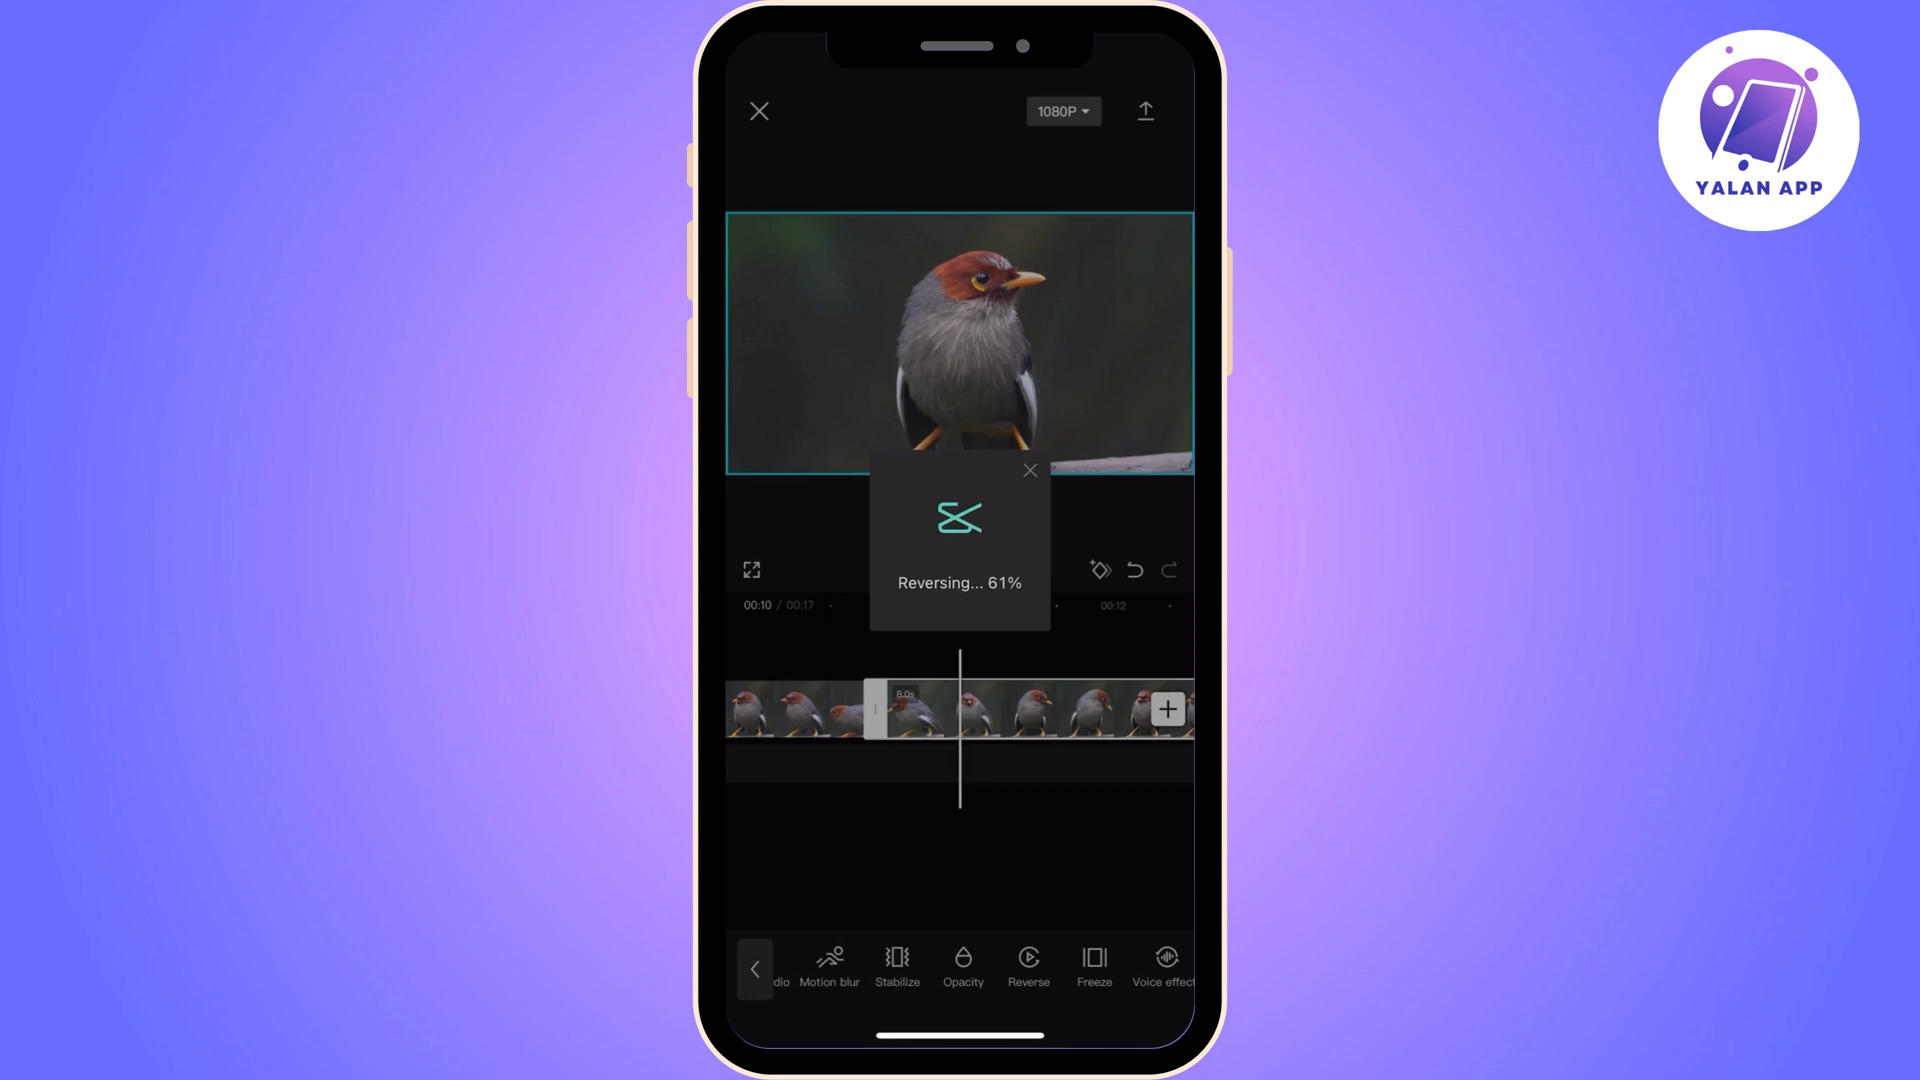 1080P
YALAN APP
Reversing... 61%
00:10 / 00:17
00:12
8.0s
dio
Motion blur
Stabilize
Opacity
Reverse
Freeze
Voice effect